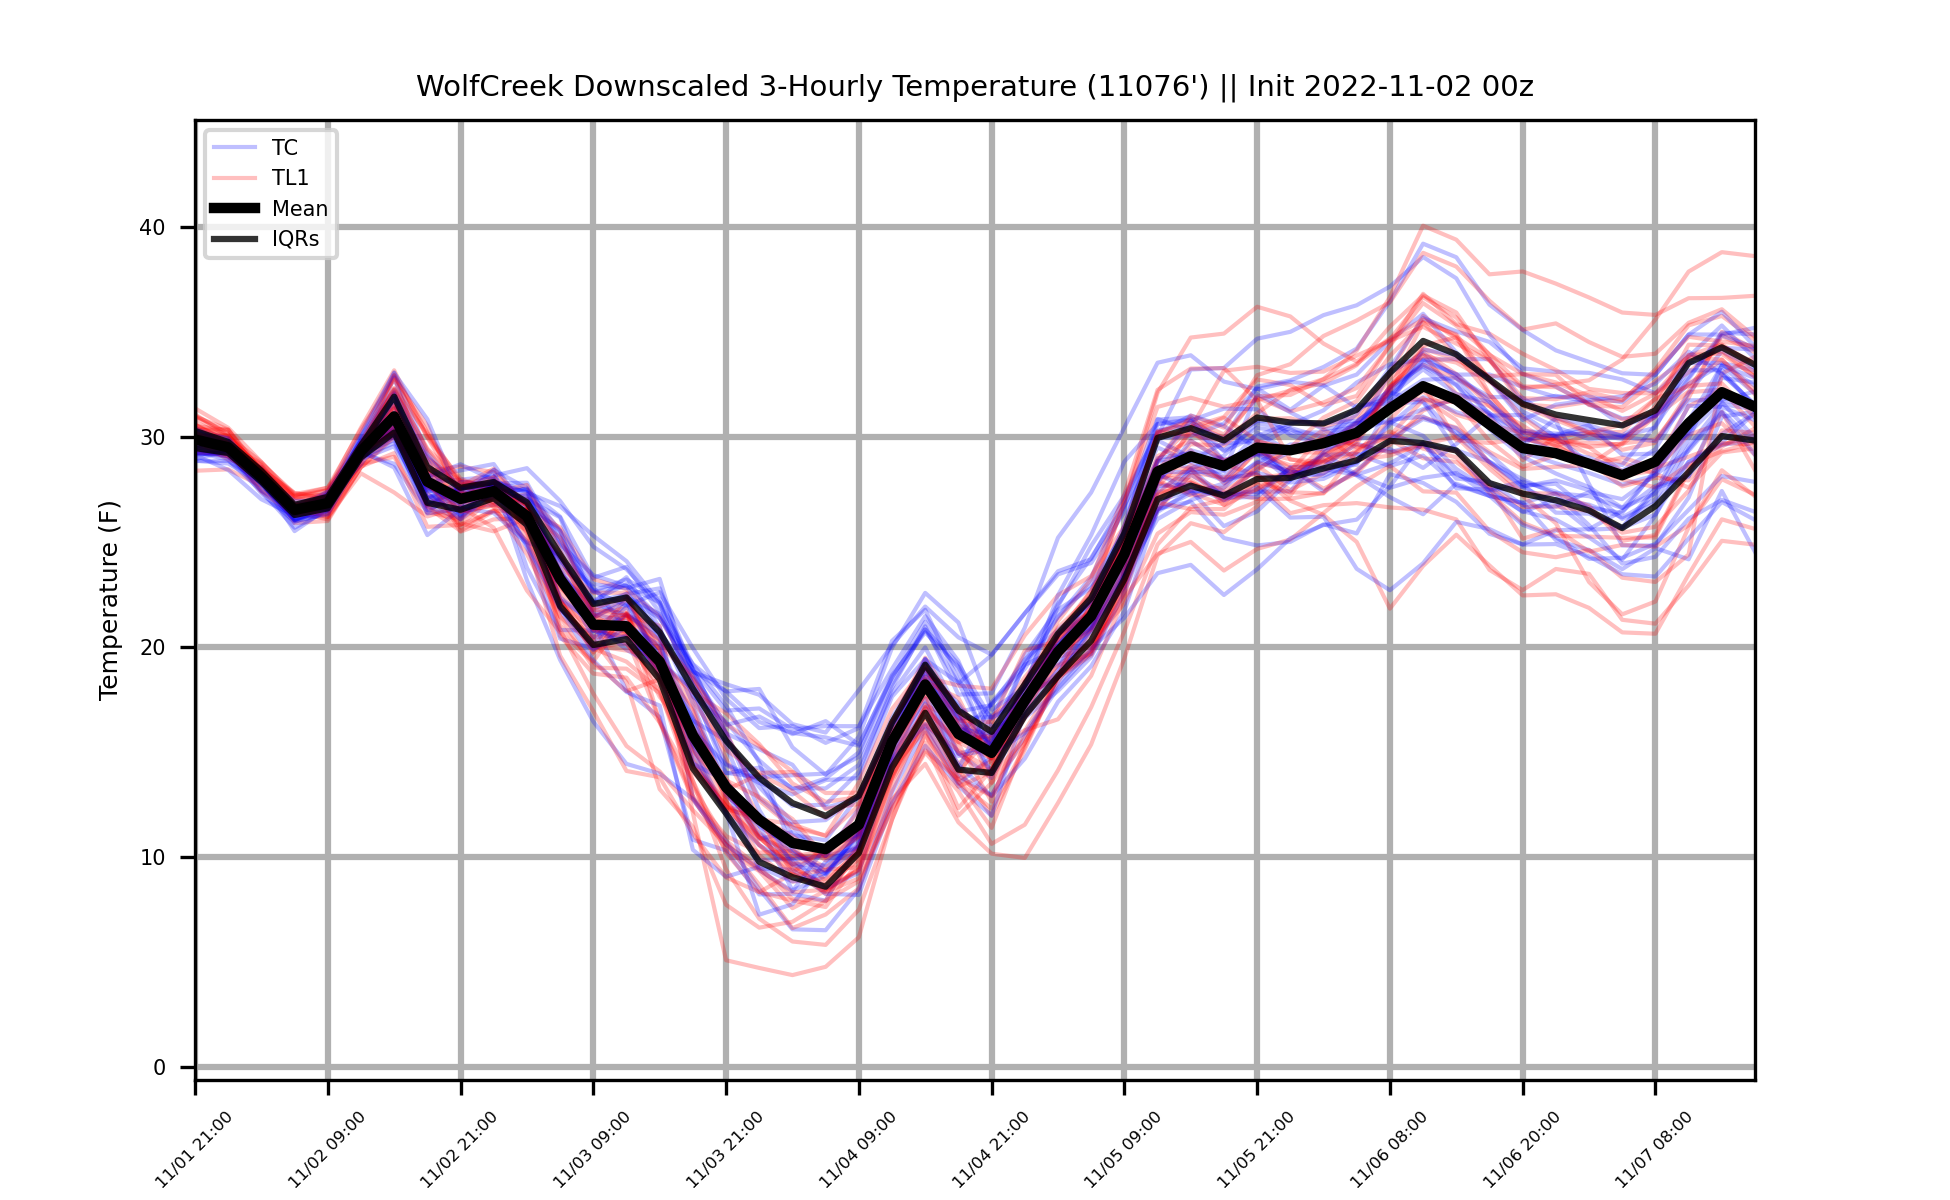 WolfCreek Downscaled 3-Hourly Temperature (11076') || Init 2022-11-02 00z
TC
TL1
Mean
IQRs
Temperature (F)
40
30
20
10
0
11/01 21:00
11/02 09:00
11/02 21:00
11/03 09:00
11/03 21:00
11/04 09:00
11/04 21:00
11/05 09:00
11/05 21:00
11/06 08:00
11/06 20:00
11/07 08:00